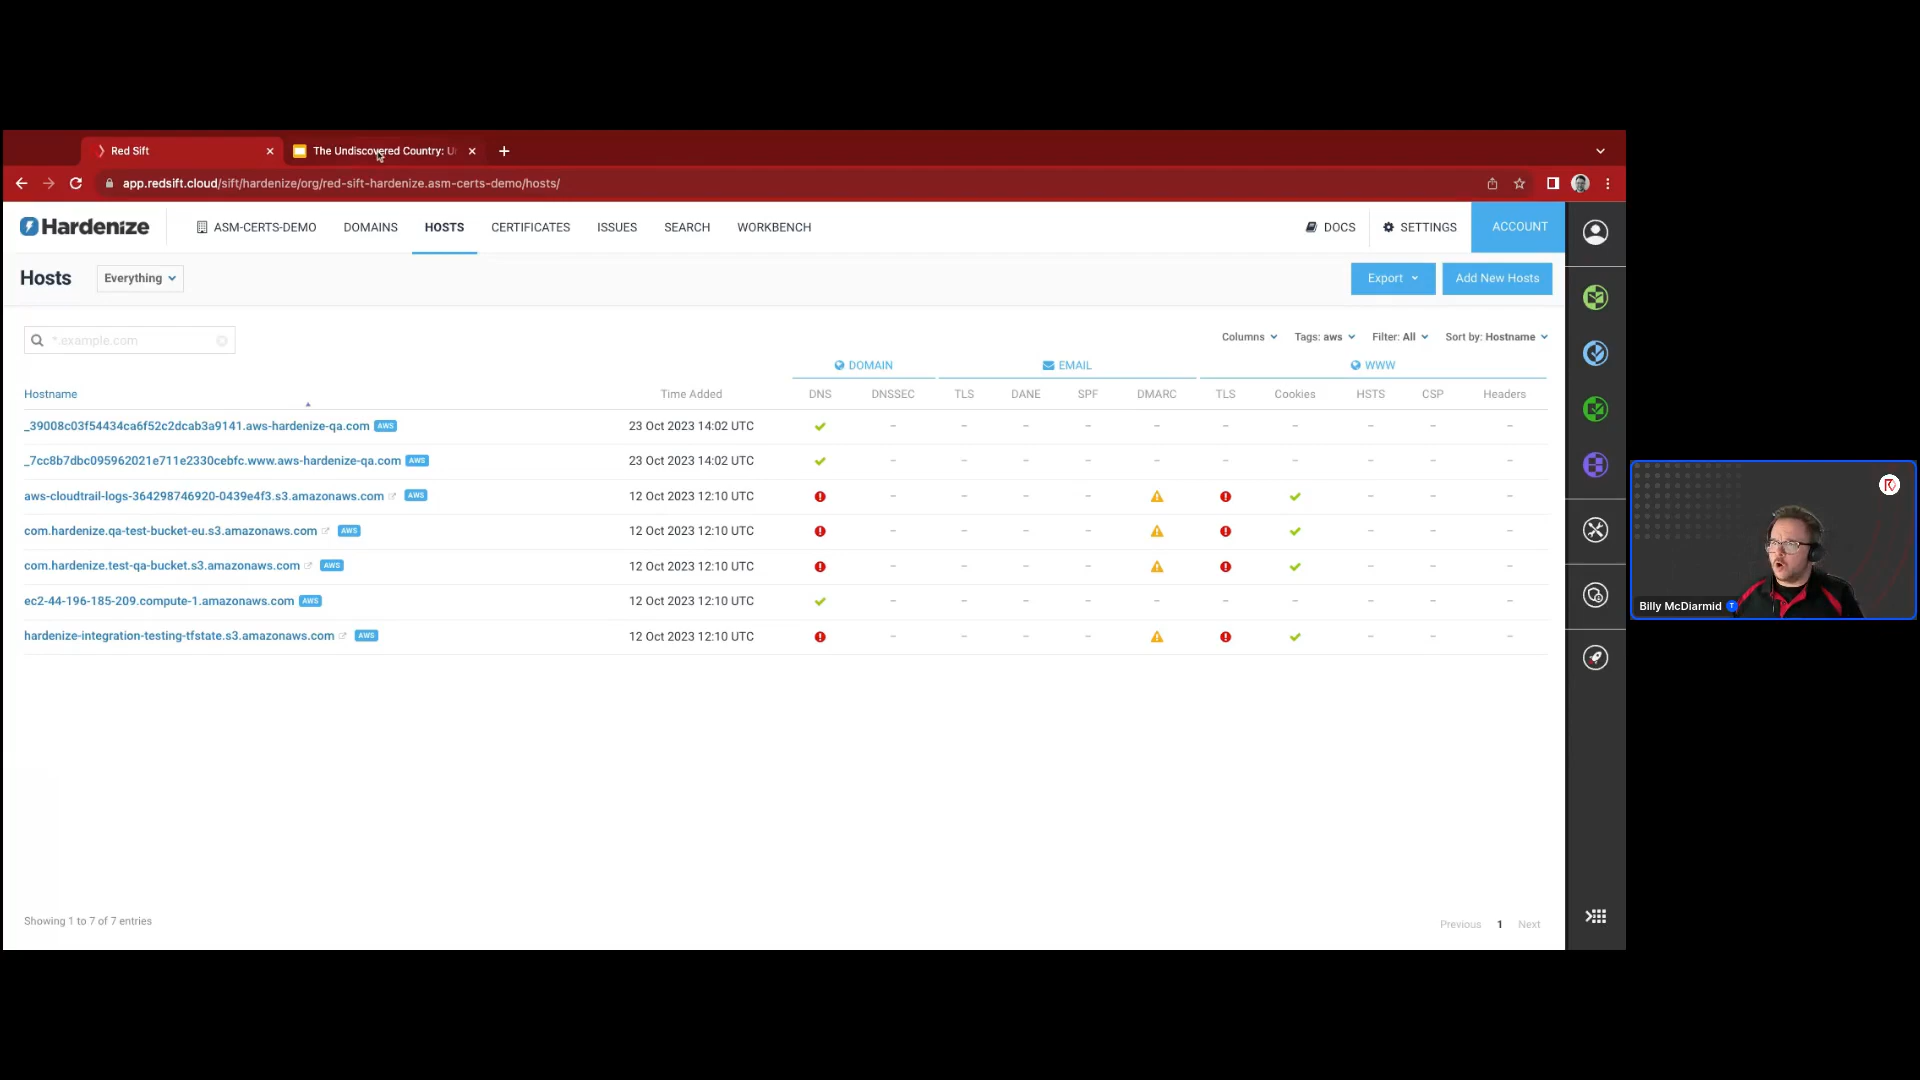 Red Sift
The Undiscovered Country: U
app.redsift.cloud/sift/hardenize/org/red-sift-hardenize.asm-certs-demo/hosts/
Hardenize
ASM-CERTS-DEMO DOMAINS HOSTS CERTIFICATES ISSUES SEARCH WORKBENCH DOCS SETTINGS ACCOUNT
Hosts Everything Export Add New Hosts
*.example.com
Columns Tags: aws Filter: All Sort by: Hostname
DOMAIN EMAIL WWW
Hostname Time Added DNS DNSSEC TLS DANE SPF DMARC TLS Cookies HSTS CSP Headers
_39008c03f54434ca6f52c2dcab3a9141.aws-hardenize-qa.com AWS 23 Oct 2023 14:02 UTC – – – – – – – – – –
_7cc8b7dbc095962021e711e2330cebfc.www.aws-hardenize-qa.com AWS 23 Oct 2023 14:02 UTC – – – – – – – – – –
aws-cloudtrail-logs-364298746920-0439e4f3.s3.amazonaws.com AWS 12 Oct 2023 12:10 UTC – – – – – – –
com.hardenize.qa-test-bucket-eu.s3.amazonaws.com AWS 12 Oct 2023 12:10 UTC – – – – – – –
com.hardenize.test-qa-bucket.s3.amazonaws.com AWS 12 Oct 2023 12:10 UTC – – – – – – –
ec2-44-196-185-209.compute-1.amazonaws.com AWS 12 Oct 2023 12:10 UTC – – – – – – – – – –
hardenize-integration-testing-tfstate.s3.amazonaws.com AWS 12 Oct 2023 12:10 UTC – – – – – – –
Billy McDiarmid T
Showing 1 to 7 of 7 entries
Previous 1 Next